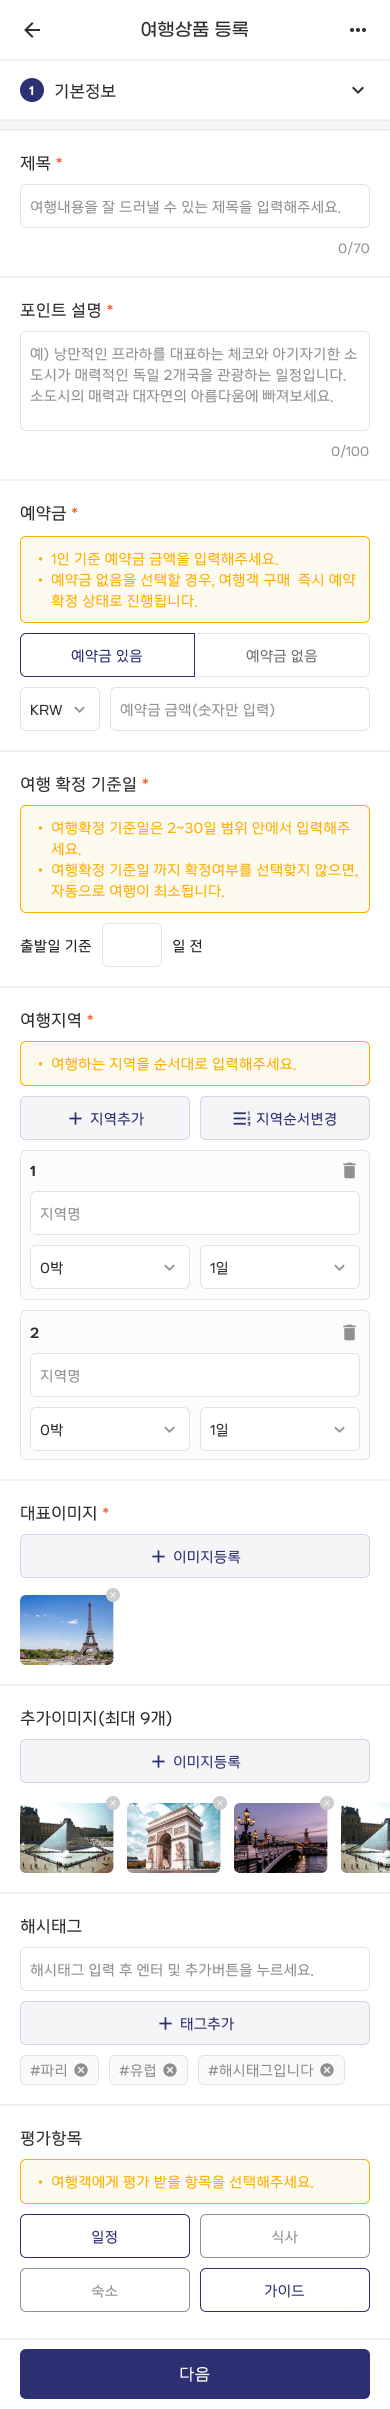 여행상품 등록
1 기본정보
제목 *
여행내용을 잘 드러낼 수 있는 제목을 입력해주세요.
0/70
포인트 설명 *
예) 낭만적인 프라하를 대표하는 체코와 아기자기한 소
도시가 매력적인 독일 2개국을 관광하는 일정입니다.
소도시의 매력과 대자연의 아름다움에 빠져보세요.
0/100
예약금 *
• 1인 기준 예약금 금액을 입력해주세요.
• 예약금 없음을 선택할 경우, 여행객 구매 즉시 예약
확정 상태로 진행됩니다.
예약금 있음 예약금 없음
KRW 예약금 금액(숫자만 입력)
여행 확정 기준일 *
• 여행확정 기준일은 2~30일 범위 안에서 입력해주
세요.
• 여행확정 기준일 까지 확정여부를 선택핮지 않으면,
자동으로 여행이 최소됩니다.
출발일 기준 일 전
여행지역 *
• 여행하는 지역을 순서대로 입력해주세요.
+ 지역추가 지역순서변경
1
지역명
0박 1일
2
지역명
0박 1일
대표이미지 *
+ 이미지등록
추가이미지(최대 9개)
+ 이미지등록
해시태그
해시태그 입력 후 엔터 및 추가버튼을 누르세요.
+ 태그추가
#파리 #유럽 #해시태그입니다
평가항목
• 여행객에게 평가 받을 항목을 선택해주세요.
일정 식사
숙소 가이드
다음